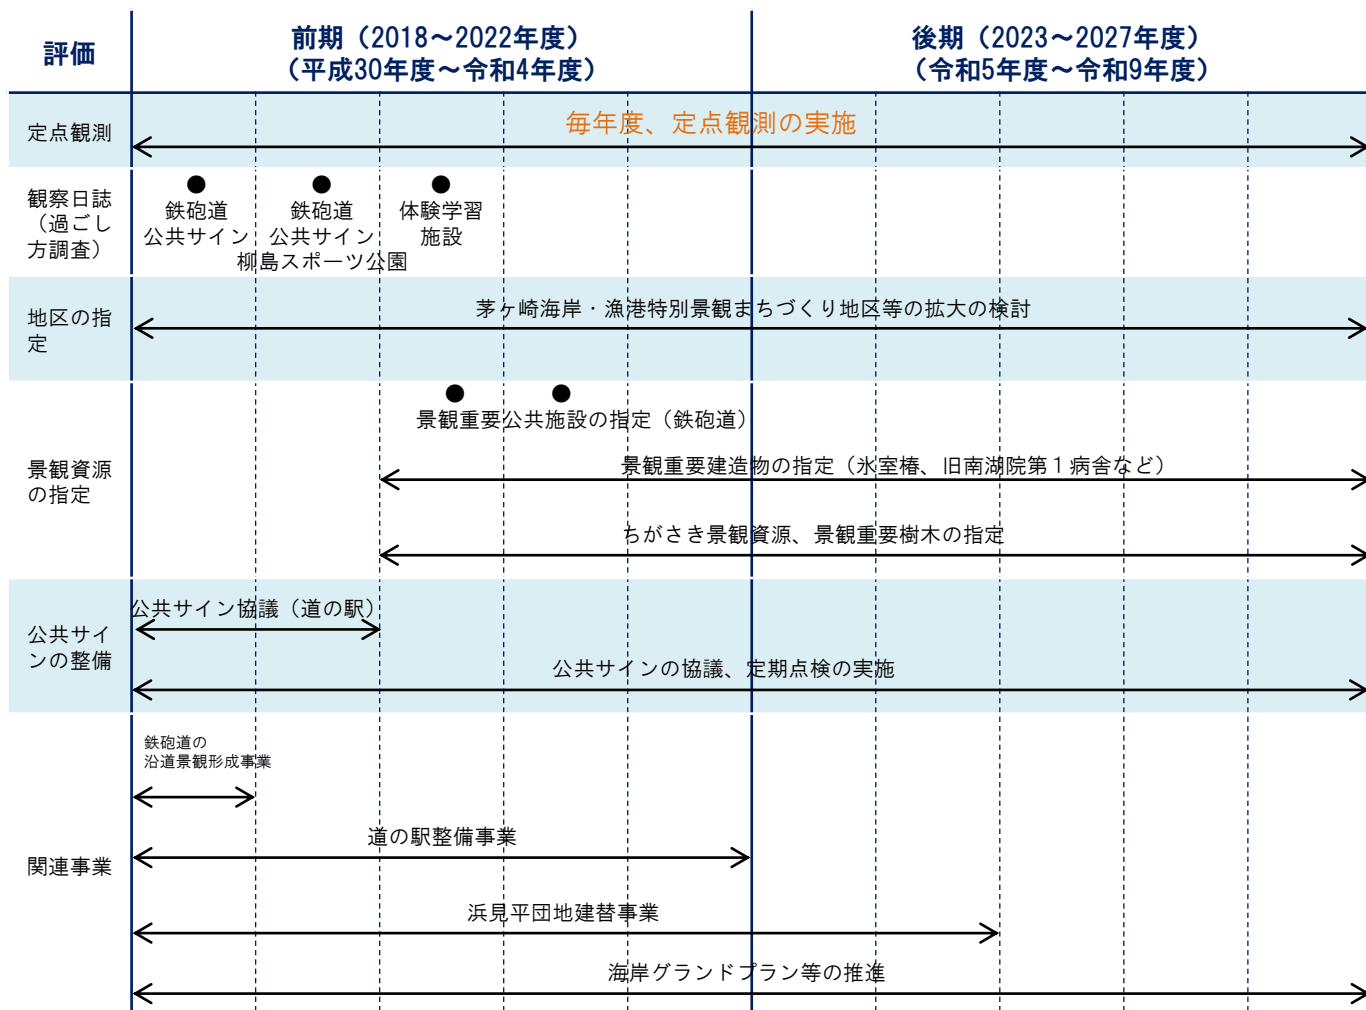 評価
前期（2018～2022年度）
（平成30年度～令和4年度）
後期（2023～2027年度）
（令和5年度～令和9年度）
定点観測
毎年度、定点観測の実施
観察日誌
（過ごし
方調査）
鉄砲道
公共サイン
鉄砲道
公共サイン
柳島スポーツ公園
体験学習
施設
地区の指
定
茅ヶ崎海岸・漁港特別景観まちづくり地区等の拡大の検討
景観資源
の指定
景観重要公共施設の指定（鉄砲道）
景観重要建造物の指定（氷室椿、旧南湖院第１病舎など）
ちがさき景観資源、景観重要樹木の指定
公共サイ
ンの整備
公共サイン協議（道の駅）
公共サインの協議、定期点検の実施
関連事業
鉄砲道の
沿道景観形成事業
道の駅整備事業
浜見平団地建替事業
海岸グランドプラン等の推進